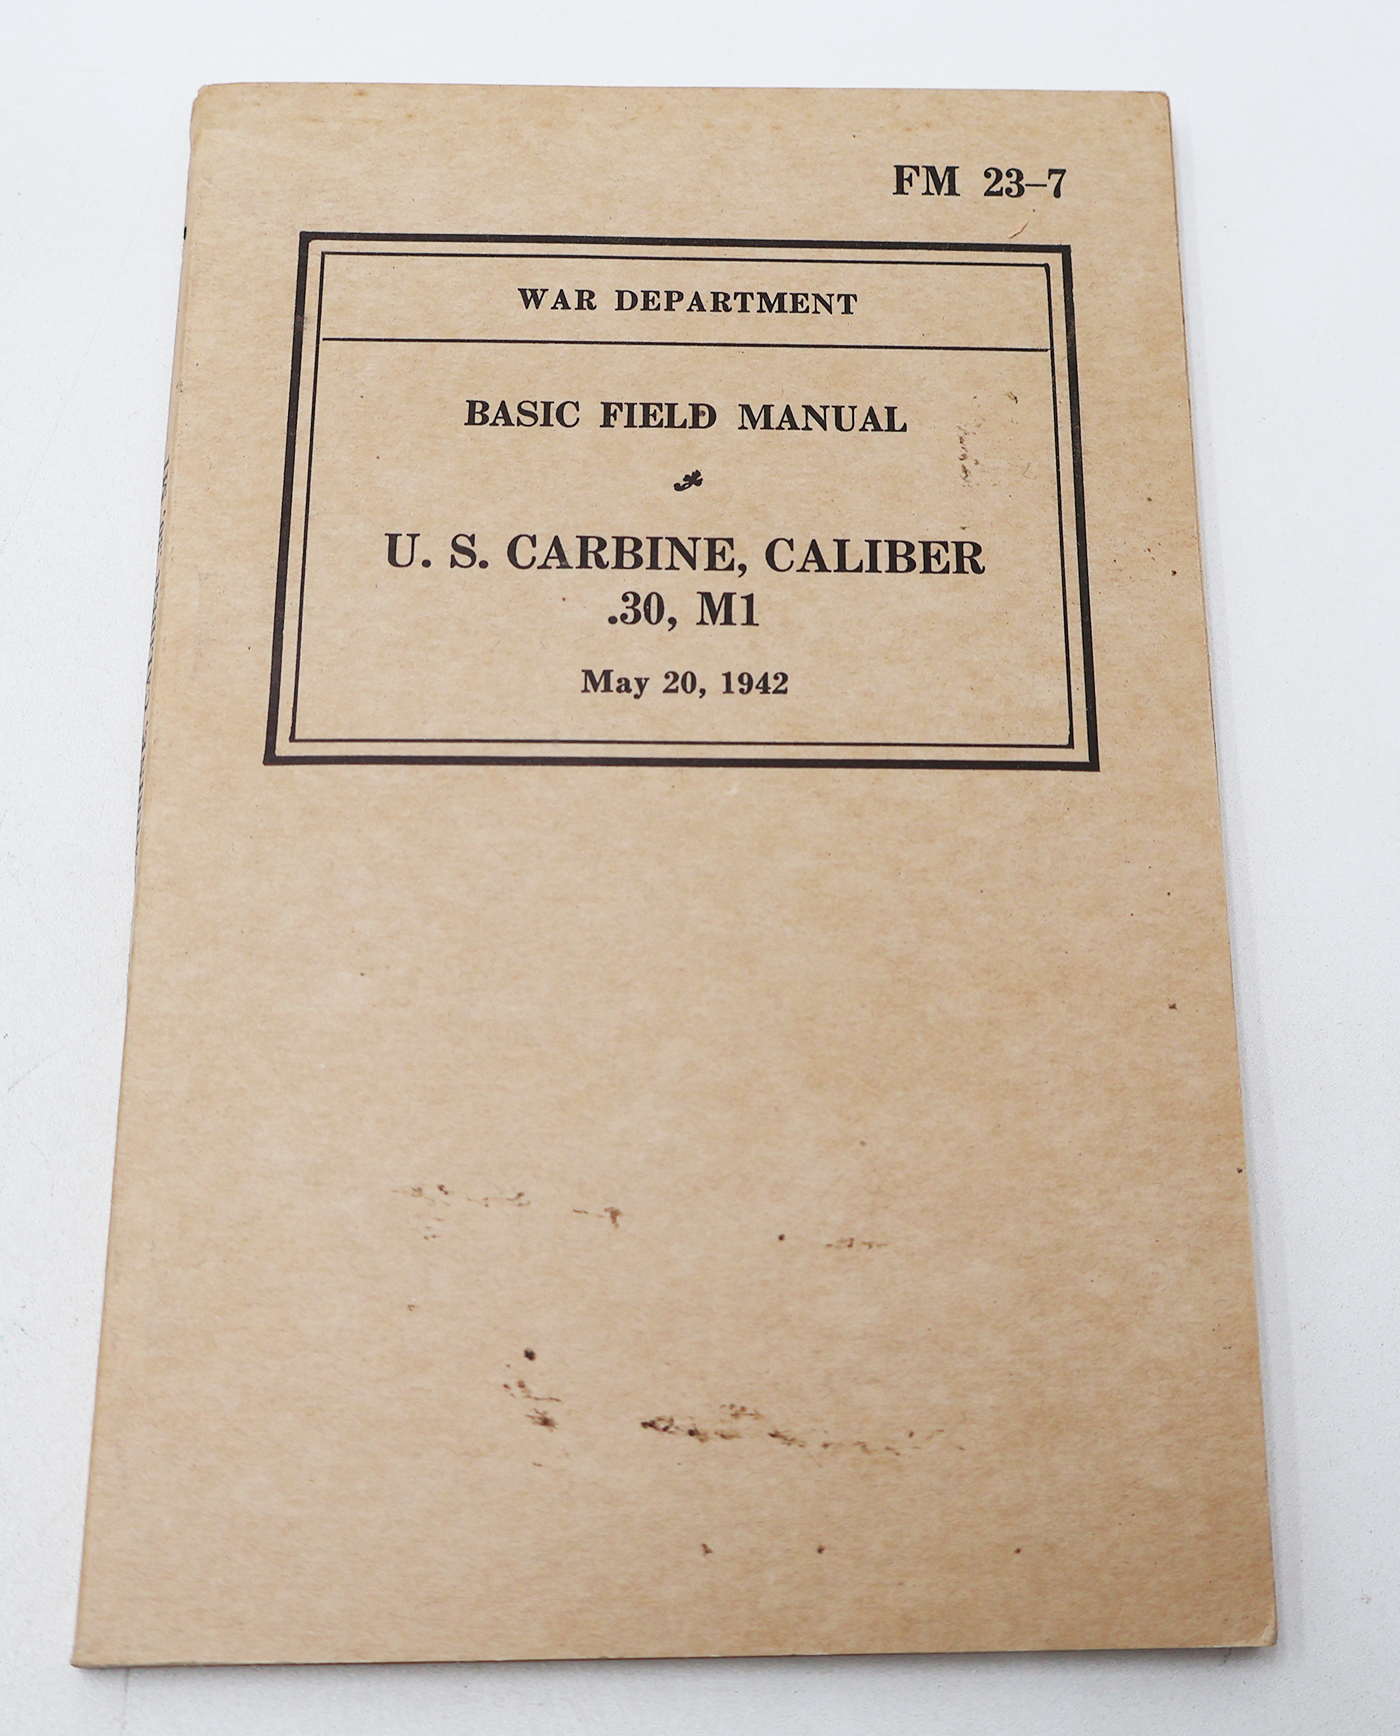 FM 23–7
WAR DEPARTMENT
BASIC FIELD MANUAL
U. S. CARBINE, CALIBER
.30, M1
May 20, 1942